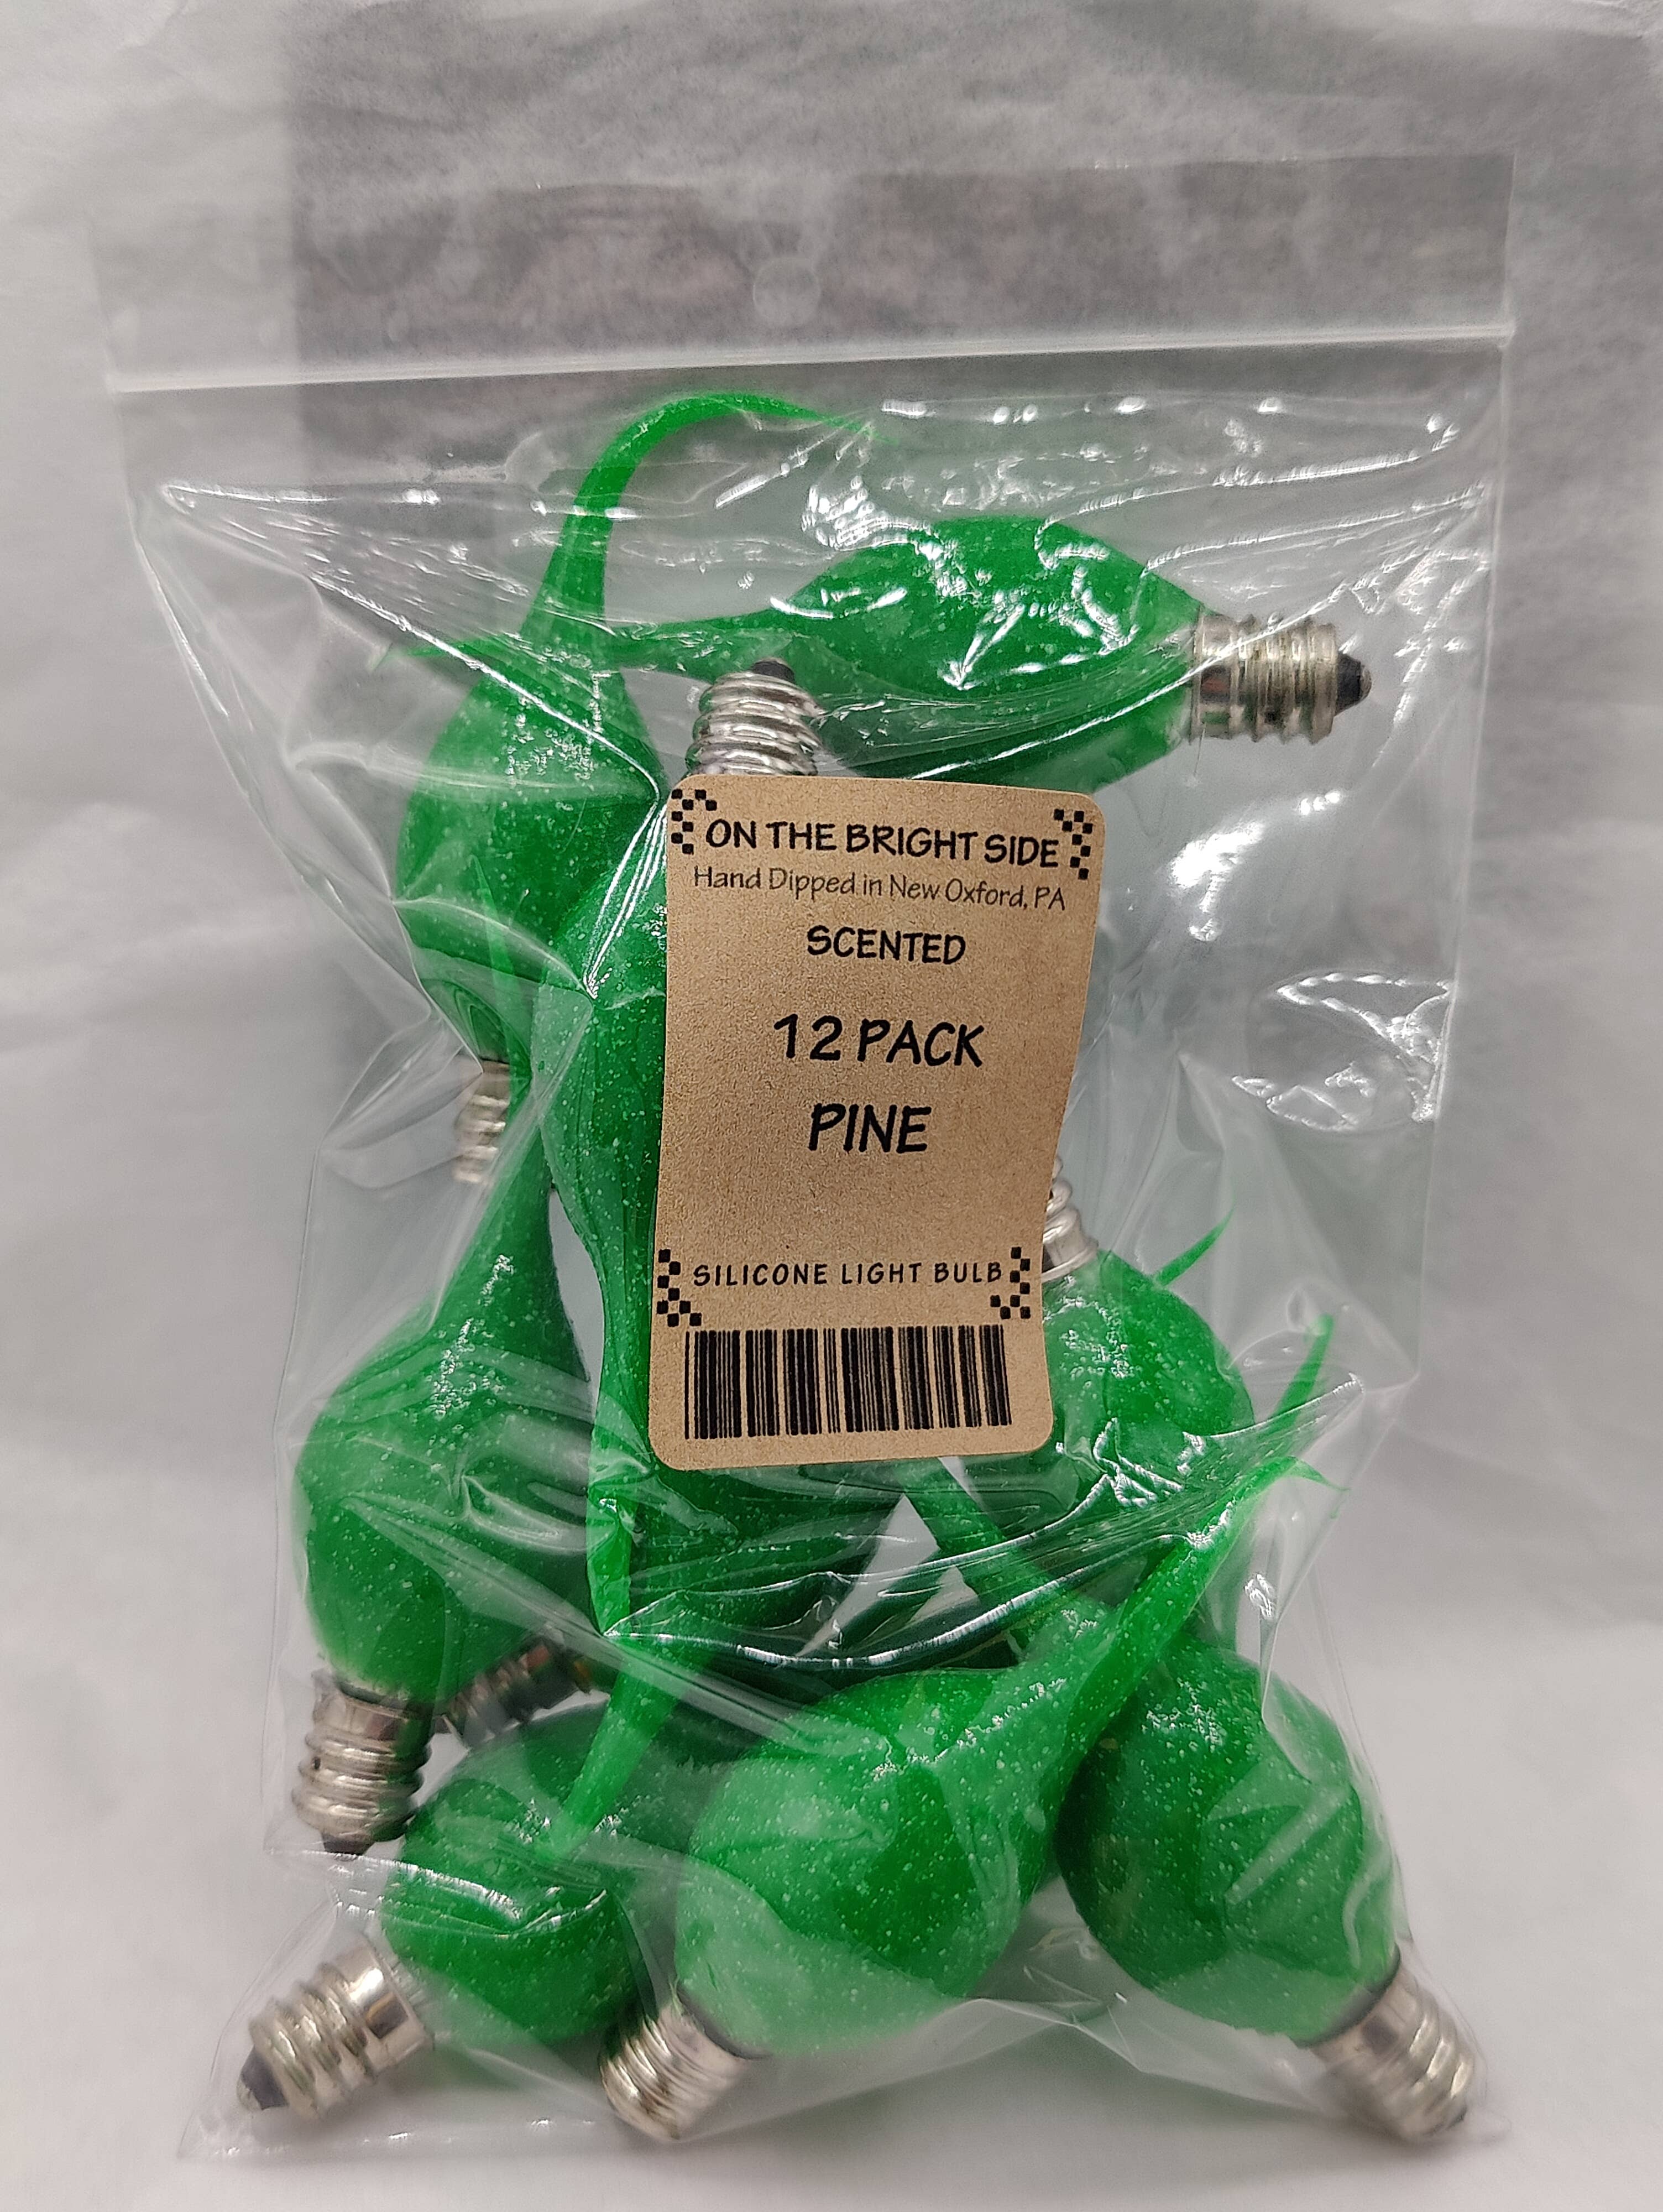 ON THE BRIGHT SIDE
Hand Dipped in New Oxford, PA
SCENTED
12 PACK
PINE
SILICONE LIGHT BULB